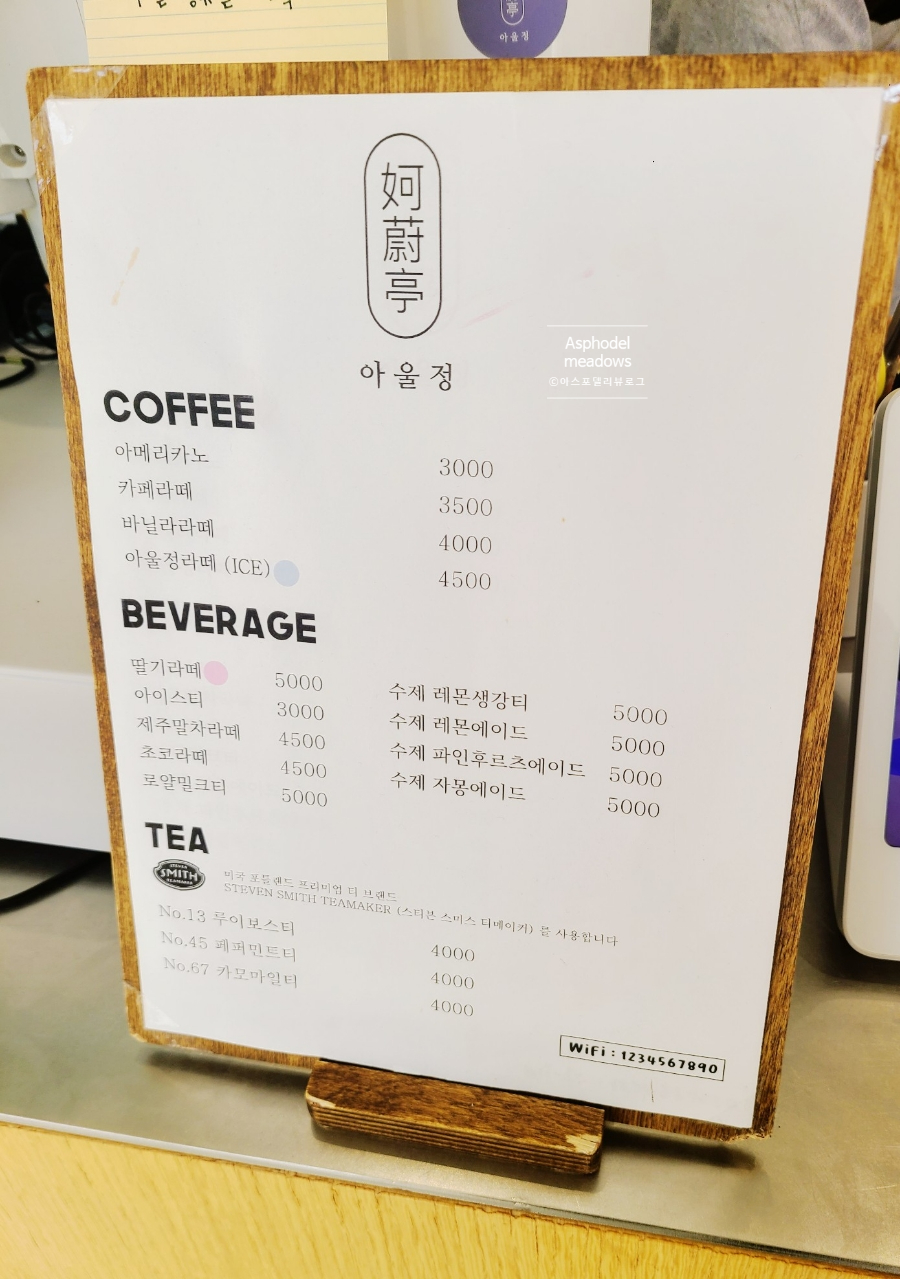 아울정
妸
蔚
亭
아울정
Asphodel
meadows
ⓒ아스포델리뷰로그
COFFEE
아메리카노 3000
카페라떼 3500
바닐라라떼 4000
아울정라떼 (ICE) 4500
BEVERAGE
딸기라떼 5000
아이스티 3000
제주말차라떼 4500
초코라떼 4500
로얄밀크티 5000
수제 레몬생강티 5000
수제 레몬에이드 5000
수제 파인후르츠에이드 5000
수제 자몽에이드 5000
TEA
STEVEN
SMITH
TEAMAKER
미국 포틀랜드 프리미엄 티 브랜드
STEVEN SMITH TEAMAKER (스티븐 스미스 티메이커) 를 사용합니다
No.13 루이보스티 4000
No.45 페퍼민트티 4000
No.67 카모마일티 4000
WiFi : 1234567890